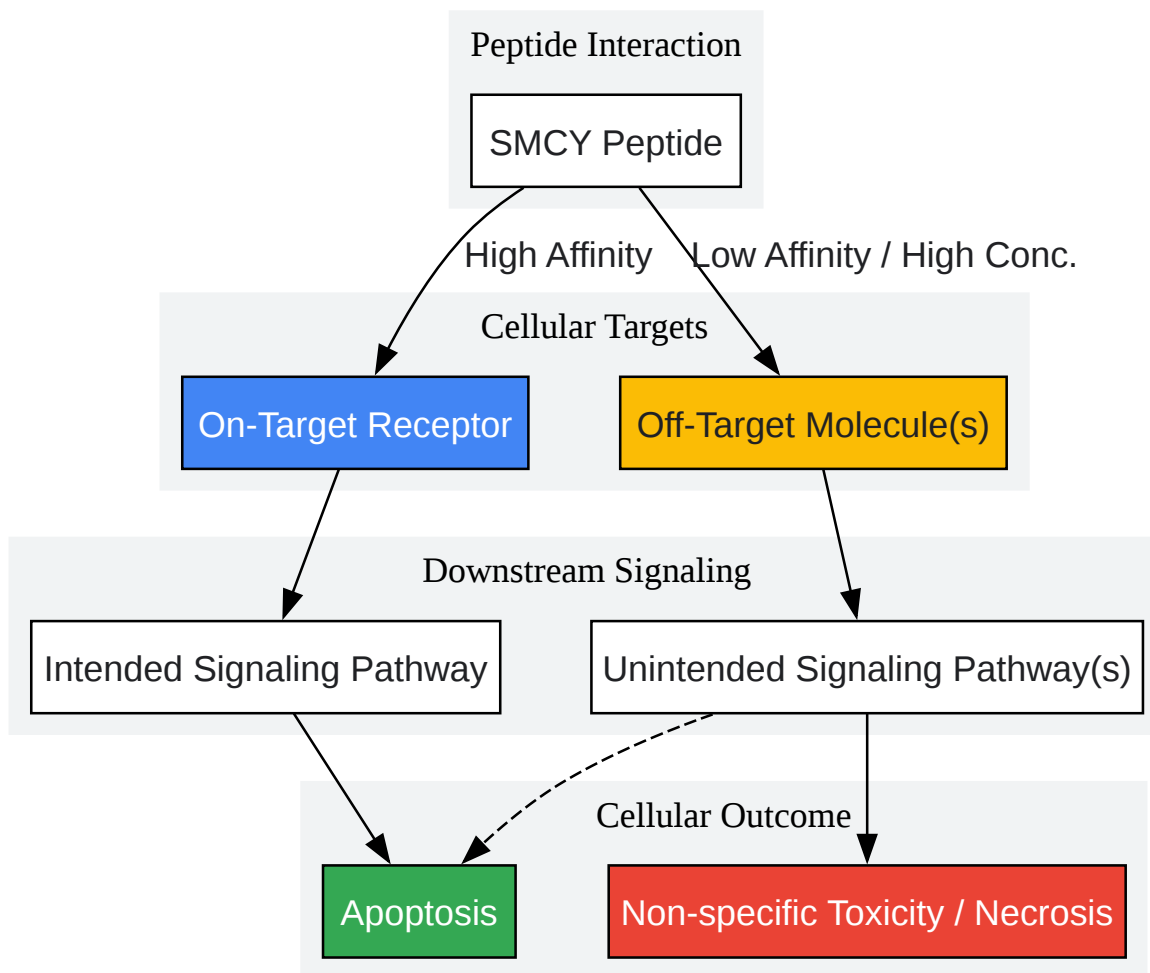 Peptide Interaction
SMCY Peptide
High Affinity
Low Affinity / High Conc.
Cellular Targets
On-Target Receptor
Off-Target Molecule(s)
Downstream Signaling
Intended Signaling Pathway
Unintended Signaling Pathway(s)
Cellular Outcome
Apoptosis
Non-specific Toxicity / Necrosis